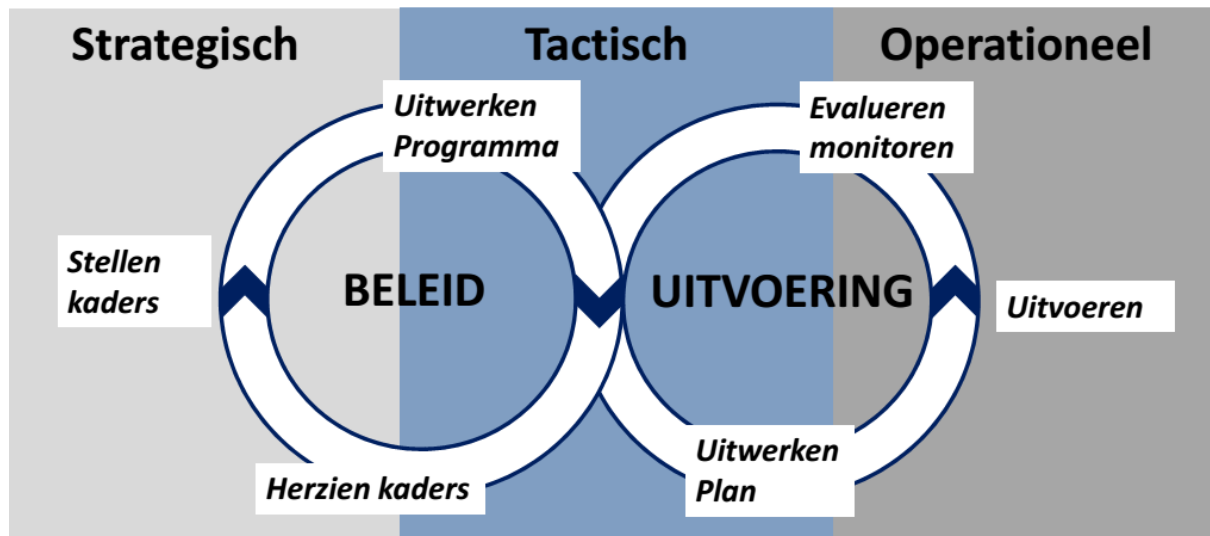 Strategisch
Tactisch
Operationeel
Uitwerken
Programma
Evalueren
monitoren
Stellen
kaders
BELEID
UITVOERING
Uitvoeren
Herzien kaders
Uitwerken
Plan